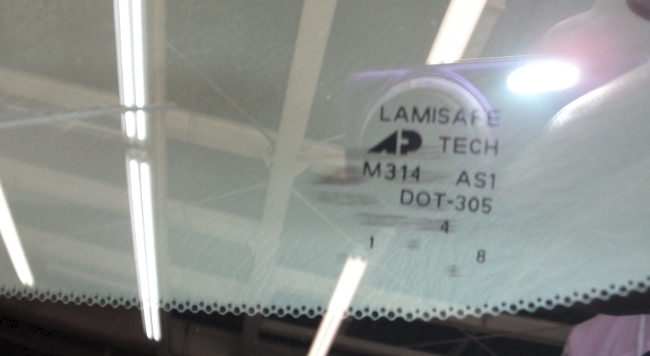 LAMISAFE
AP TECH
M314 AS1
DOT-305
4
1
8